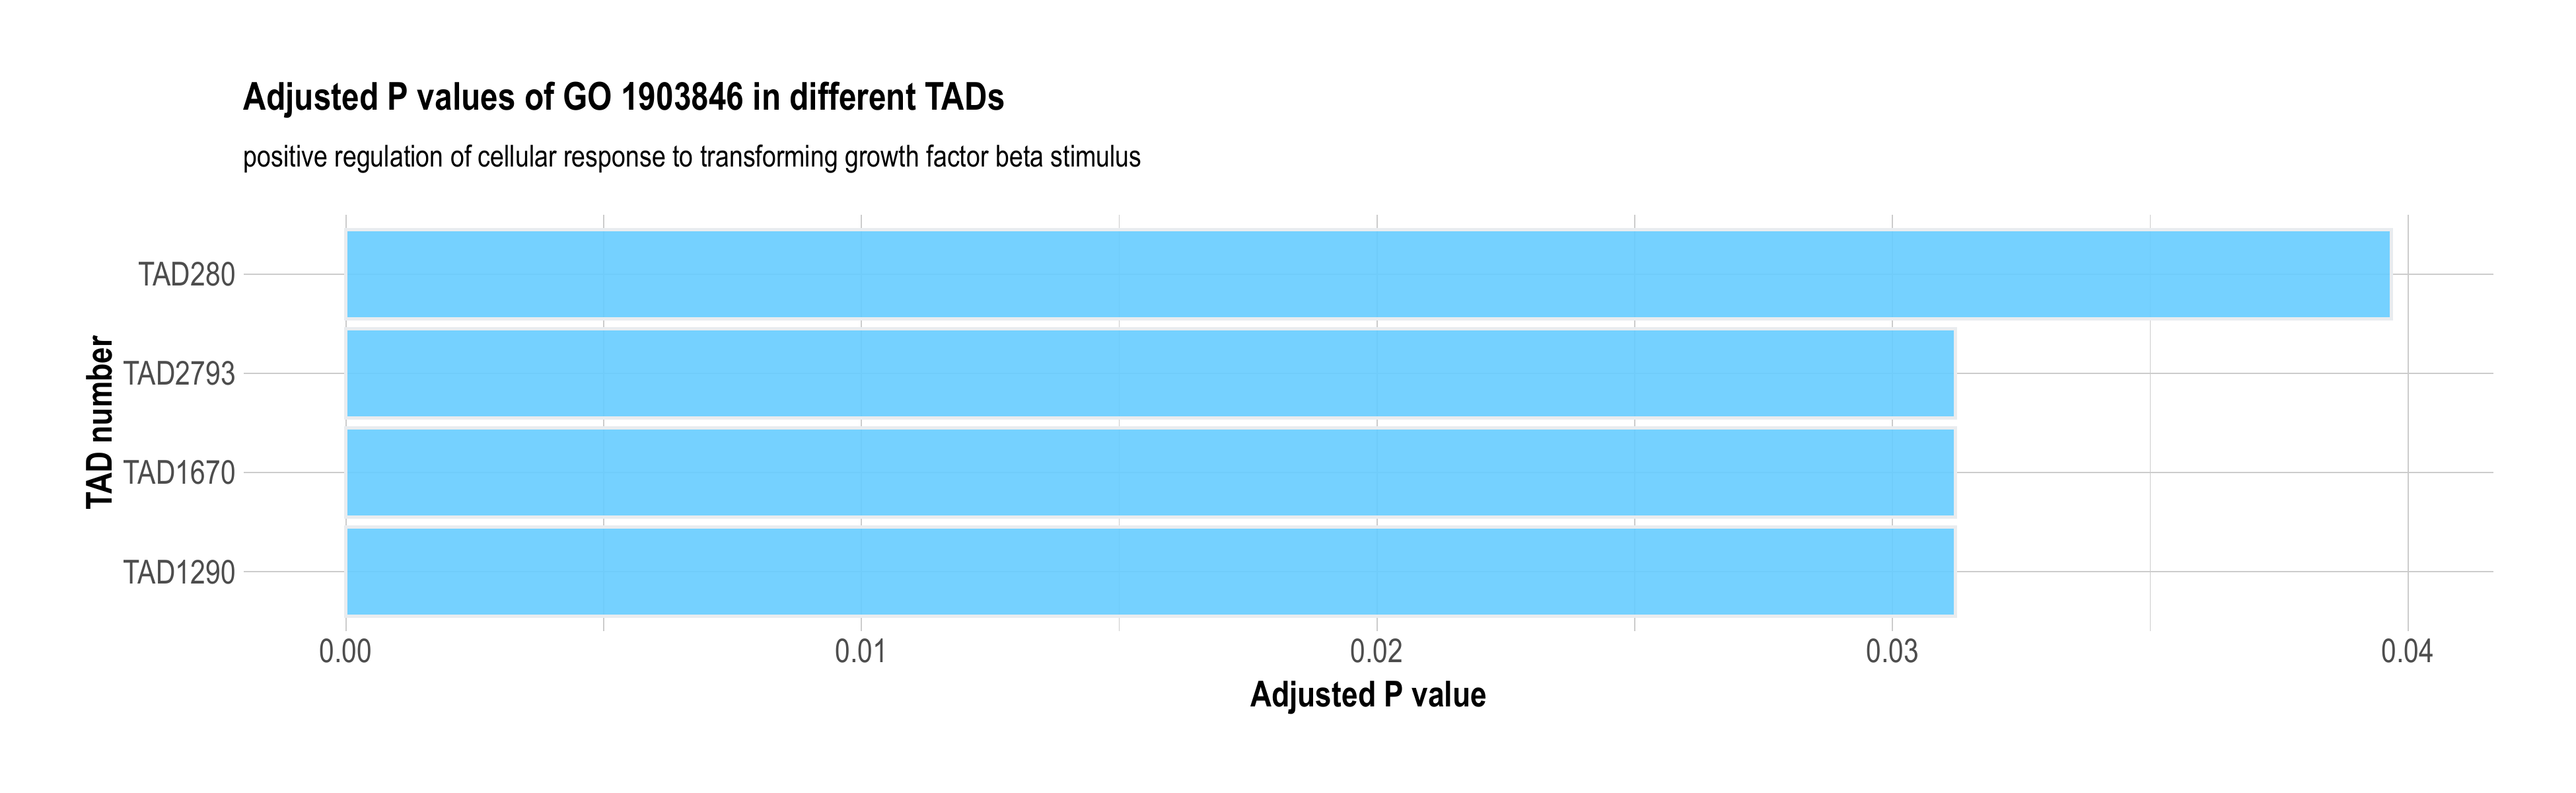 Adjusted P values of GO 1903846 in different TADs
positive regulation of cellular response to transforming growth factor beta stimulus
TAD number
TAD280
TAD2793
TAD1670
TAD1290
0.00 0.01 0.02 0.03 0.04
Adjusted P value